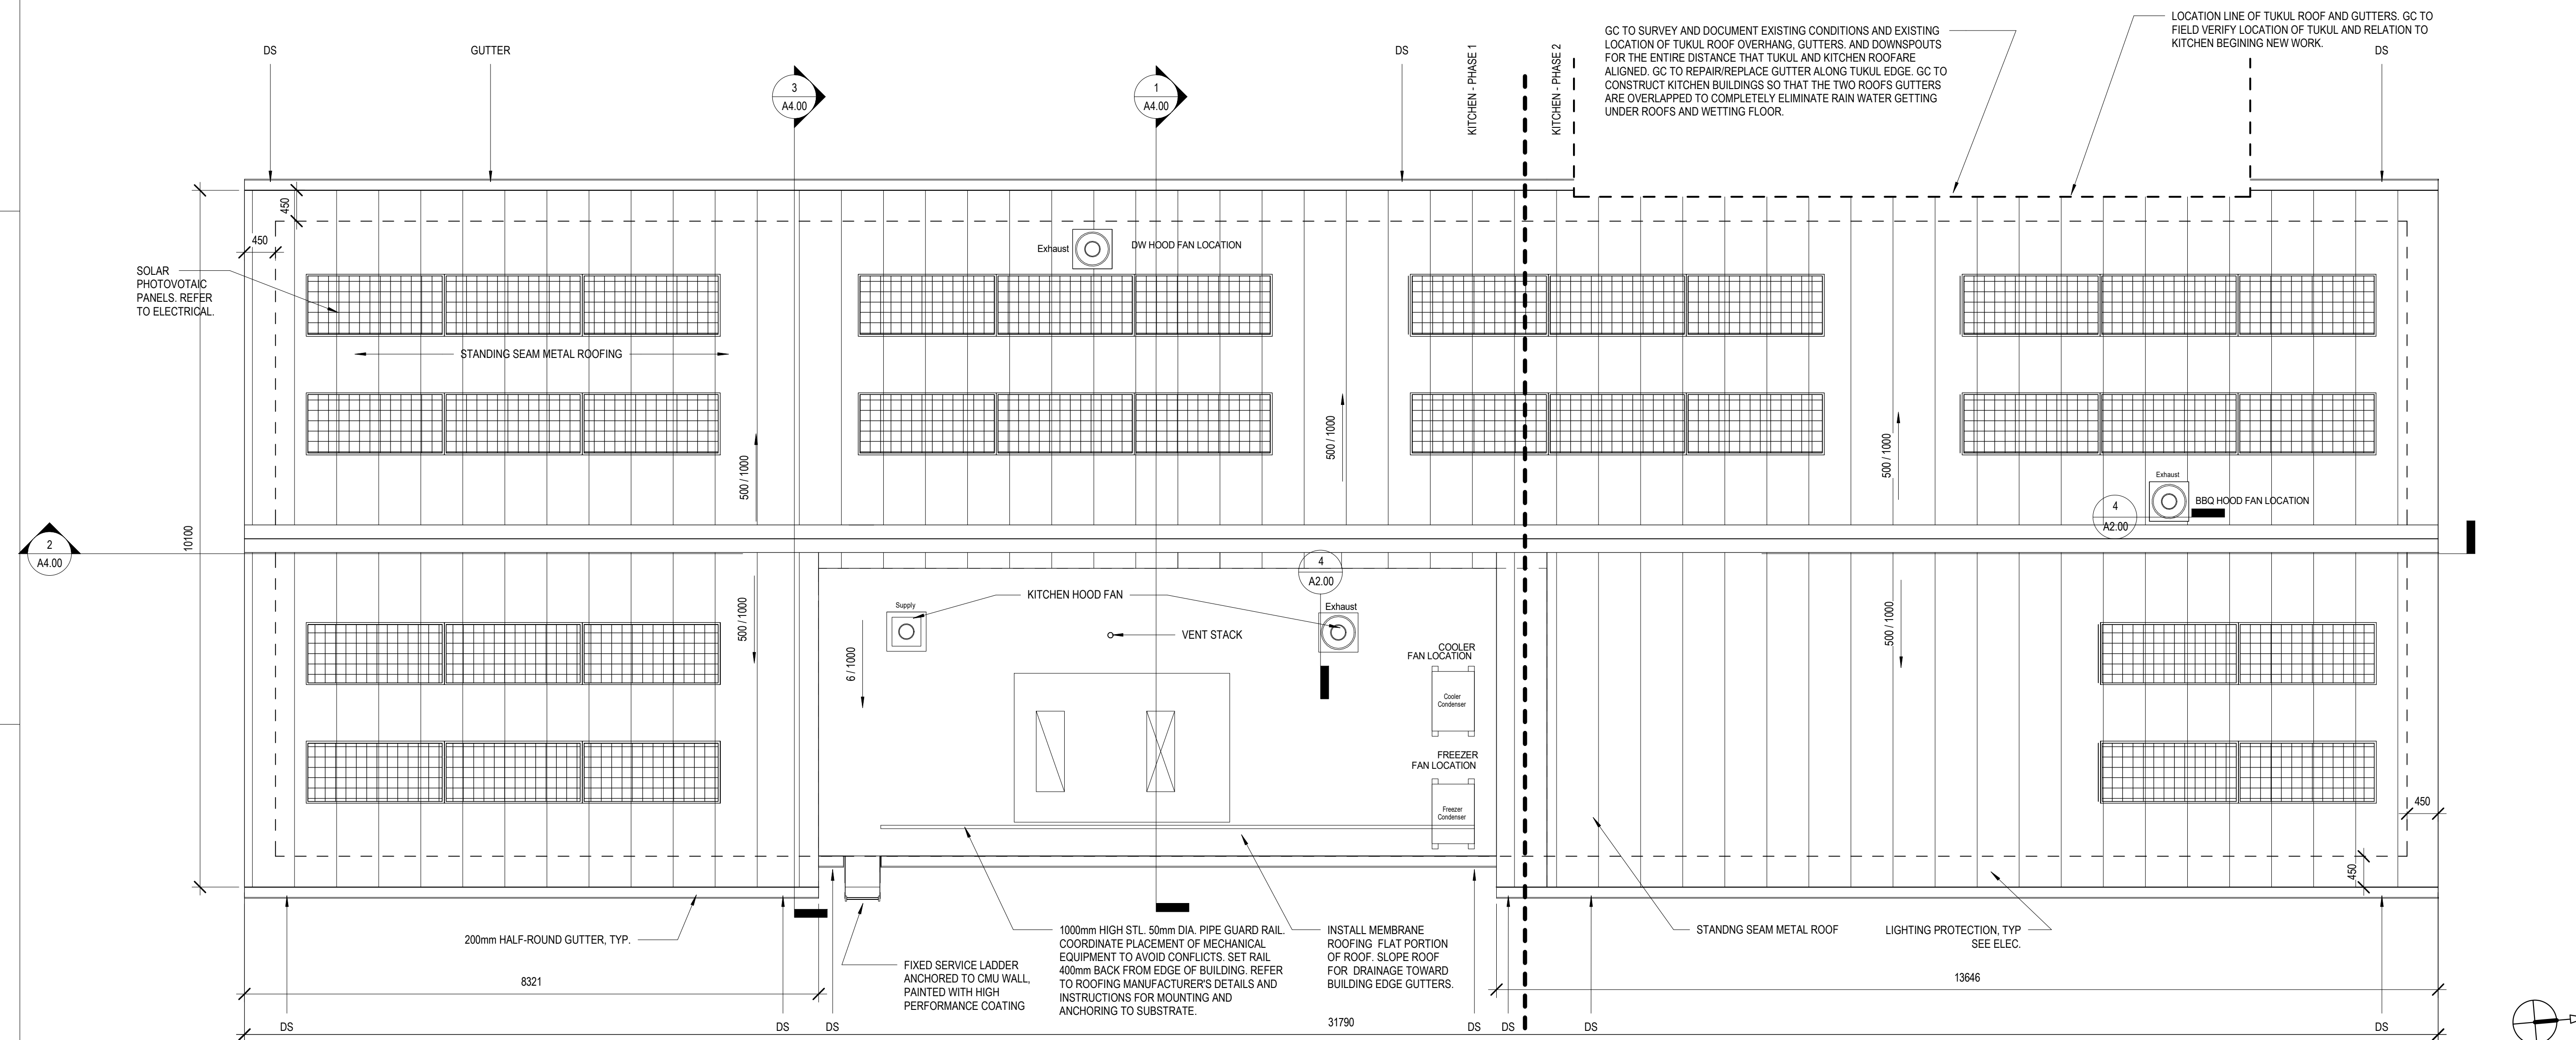 DS
GUTTER
3
A4.00
1
A4.00
DS
KITCHEN - PHASE 1
KITCHEN - PHASE 2
GC TO SURVEY AND DOCUMENT EXISTING CONDITIONS AND EXISTING
LOCATION OF TUKUL ROOF OVERHANG, GUTTERS. AND DOWNSPOUTS
FOR THE ENTIRE DISTANCE THAT TUKUL AND KITCHEN ROOFARE
ALIGNED. GC TO REPAIR/REPLACE GUTTER ALONG TUKUL EDGE. GC TO
CONSTRUCT KITCHEN BUILDINGS SO THAT THE TWO ROOFS GUTTERS
ARE OVERLAPPED TO COMPLETELY ELIMINATE RAIN WATER GETTING
UNDER ROOFS AND WETTING FLOOR.
LOCATION LINE OF TUKUL ROOF AND GUTTERS. GC TO
FIELD VERIFY LOCATION OF TUKUL AND RELATION TO
KITCHEN BEGINING NEW WORK.
DS
450
450
Exhaust
DW HOOD FAN LOCATION
SOLAR
PHOTOVOTAIC
PANELS. REFER
TO ELECTRICAL.
STANDING SEAM METAL ROOFING
500 / 1000
500 / 1000
500 / 1000
Exhaust
BBQ HOOD FAN LOCATION
4
A2.00
10100
2
A4.00
4
A2.00
500 / 1000
Supply
KITCHEN HOOD FAN
Exhaust
VENT STACK
6 / 1000
COOLER
FAN LOCATION
Cooler
Condenser
500 / 1000
FREEZER
FAN LOCATION
Freezer
Condenser
450
450
200mm HALF-ROUND GUTTER, TYP.
FIXED SERVICE LADDER
ANCHORED TO CMU WALL,
PAINTED WITH HIGH
PERFORMANCE COATING
1000mm HIGH STL. 50mm DIA. PIPE GUARD RAIL.
COORDINATE PLACEMENT OF MECHANICAL
EQUIPMENT TO AVOID CONFLICTS. SET RAIL
400mm BACK FROM EDGE OF BUILDING. REFER
TO ROOFING MANUFACTURER'S DETAILS AND
INSTRUCTIONS FOR MOUNTING AND
ANCHORING TO SUBSTRATE.
INSTALL MEMBRANE
ROOFING FLAT PORTION
OF ROOF. SLOPE ROOF
FOR DRAINAGE TOWARD
BUILDING EDGE GUTTERS.
STANDNG SEAM METAL ROOF
LIGHTING PROTECTION, TYP
SEE ELEC.
8321
13646
DS
DS
DS
31790
DS
DS
DS
DS